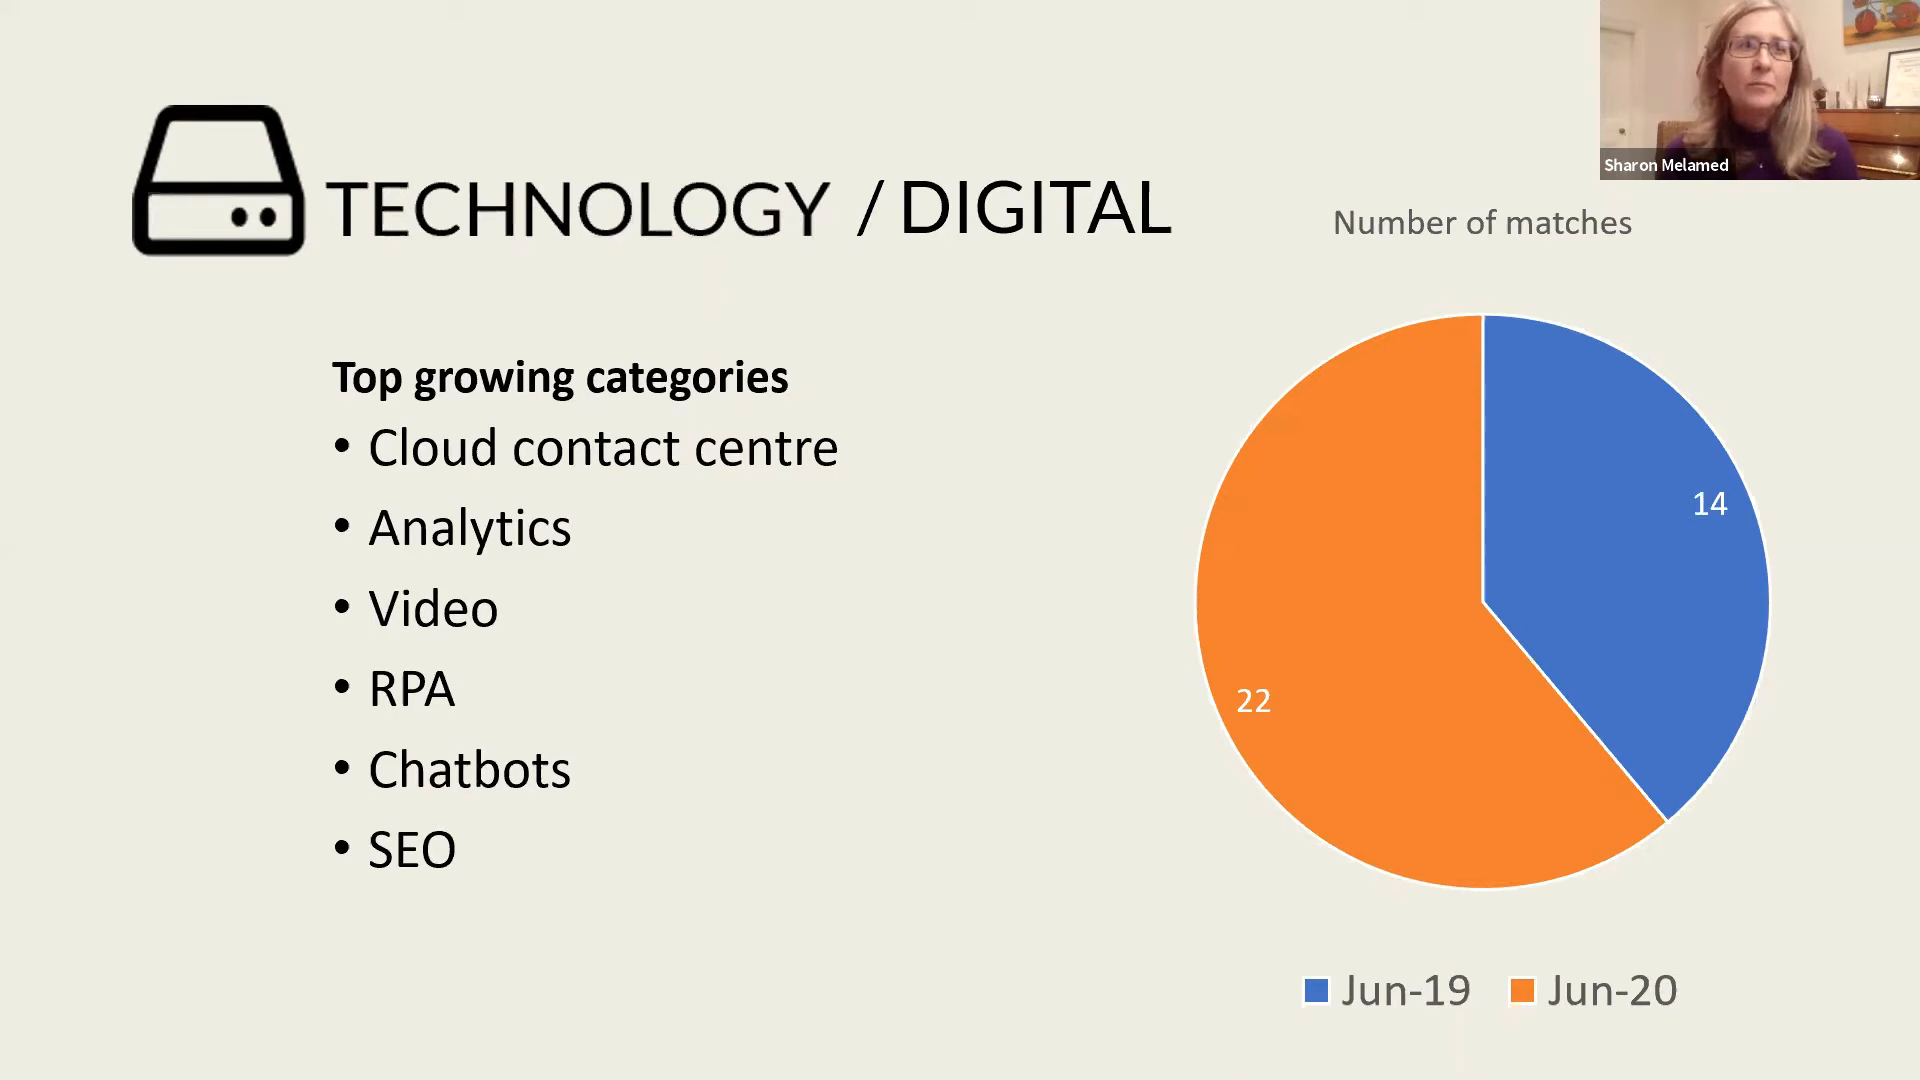 Sharon Melamed
TECHNOLOGY / DIGITAL
Number of matches
Top growing categories
• Cloud contact centre
• Analytics
• Video
• RPA
• Chatbots
• SEO
14
22
Jun-19 Jun-20